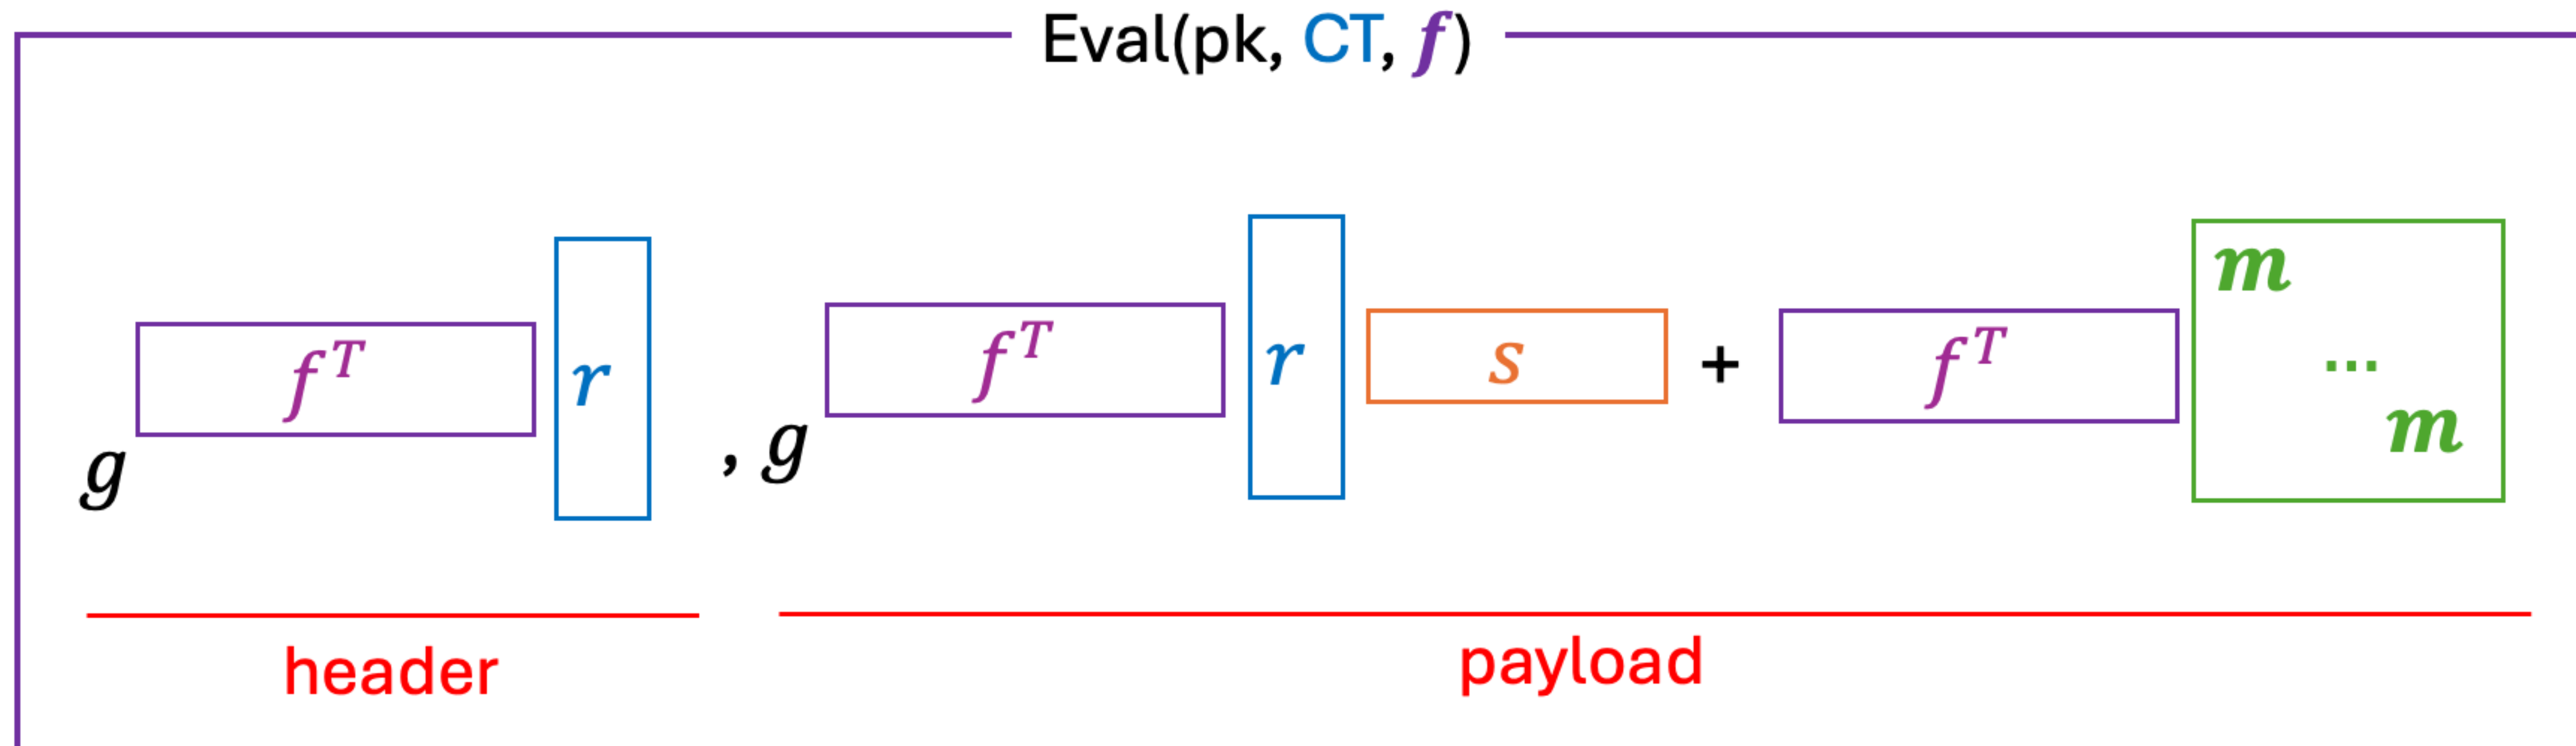 Eval(pk, CT, f)
g f^T r , g f^T r s + f^T m ... m
header payload